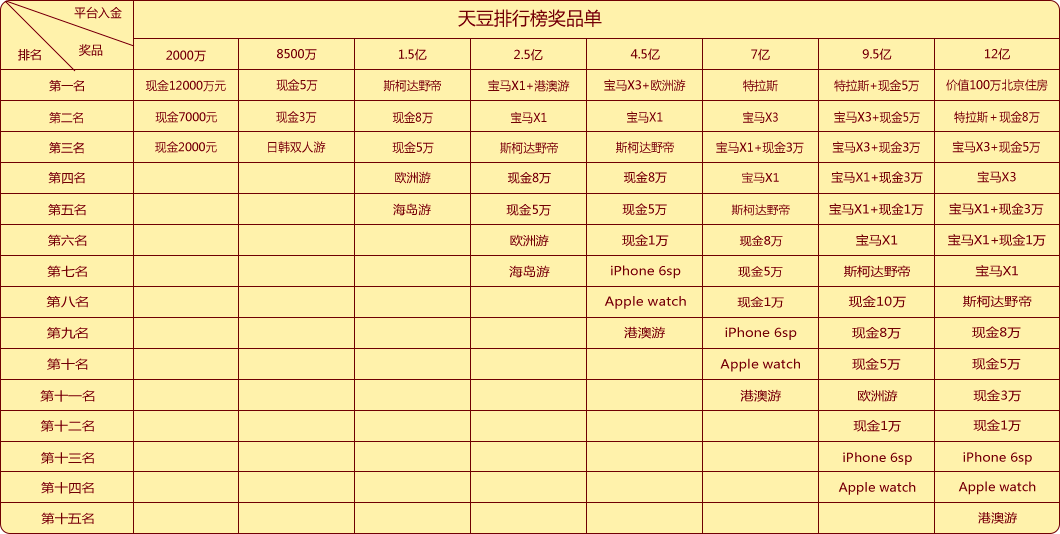 天豆排行榜奖品单
平台入金
奖品
排名
2000万 8500万 1.5亿 2.5亿 4.5亿 7亿 9.5亿 12亿
第一名 现金12000万元 现金5万 斯柯达野帝 宝马X1+港澳游 宝马X3+欧洲游 特拉斯 特拉斯+现金5万 价值100万北京住房
第二名 现金7000元 现金3万 现金8万 宝马X1 宝马X1 宝马X3 宝马X3+现金5万 特拉斯+现金8万
第三名 现金2000元 日韩双人游 现金5万 斯柯达野帝 斯柯达野帝 宝马X1+现金3万 宝马X3+现金3万 宝马X3+现金5万
第四名 欧洲游 现金8万 现金8万 宝马X1 宝马X1+现金3万 宝马X3
第五名 海岛游 现金5万 现金5万 斯柯达野帝 宝马X1+现金1万 宝马X1+现金3万
第六名 欧洲游 现金1万 现金8万 宝马X1 宝马X1+现金1万
第七名 海岛游 iPhone 6sp 现金5万 斯柯达野帝 宝马X1
第八名 Apple watch 现金1万 现金10万 斯柯达野帝
第九名 港澳游 iPhone 6sp 现金8万 现金8万
第十名 Apple watch 现金5万 现金5万
第十一名 港澳游 欧洲游 现金3万
第十二名 现金1万 现金1万
第十三名 iPhone 6sp iPhone 6sp
第十四名 Apple watch Apple watch
第十五名 港澳游